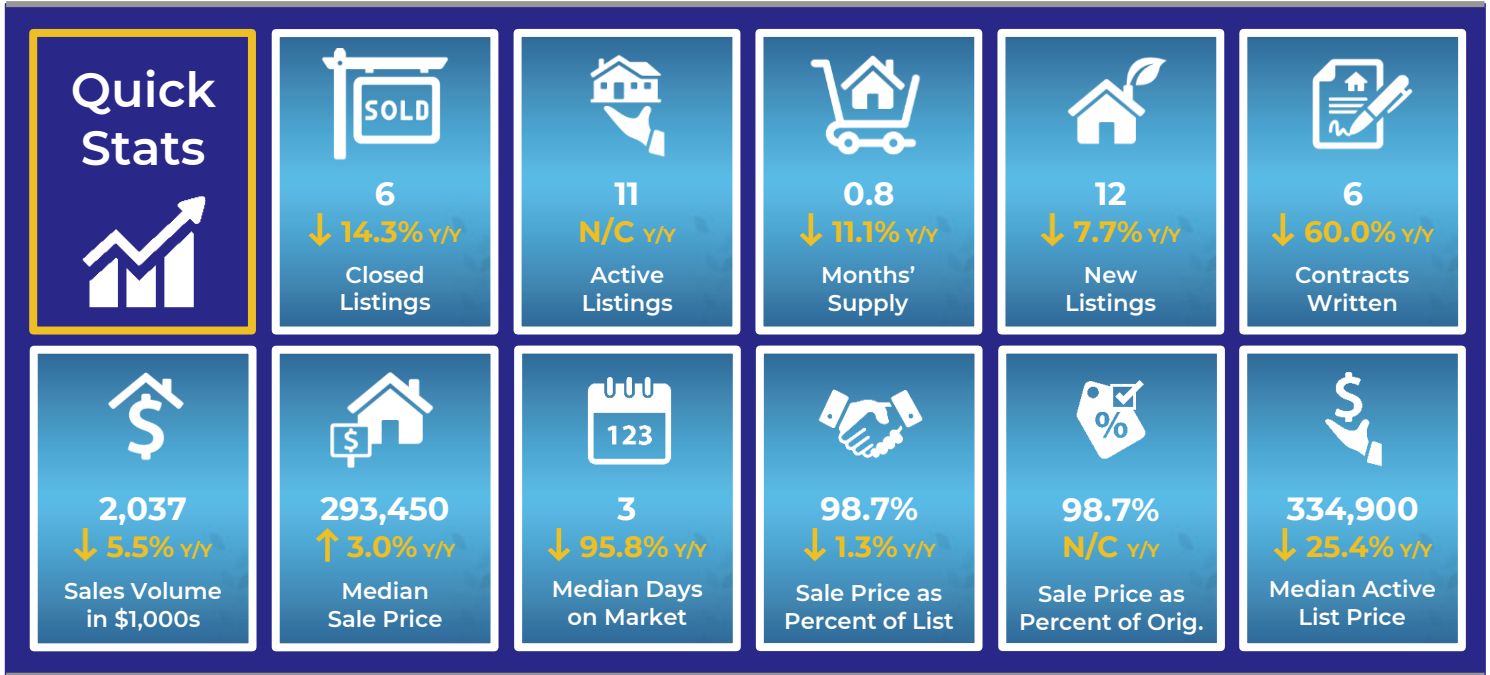 Quick
Stats
SOLD
6
↓ 14.3% Y/Y
Closed
Listings
11
N/C Y/Y
Active
Listings
0.8
↓ 11.1% Y/Y
Months’
Supply
12
↓ 7.7% Y/Y
New
Listings
6
↓ 60.0% Y/Y
Contracts
Written
$
2,037
↓ 5.5% Y/Y
Sales Volume
in $1,000s
$
293,450
↑ 3.0% Y/Y
Median
Sale Price
123
3
↓ 95.8% Y/Y
Median Days
on Market
98.7%
↓ 1.3% Y/Y
Sale Price as
Percent of List
%
98.7%
N/C Y/Y
Sale Price as
Percent of Orig.
$
334,900
↓ 25.4% Y/Y
Median Active
List Price